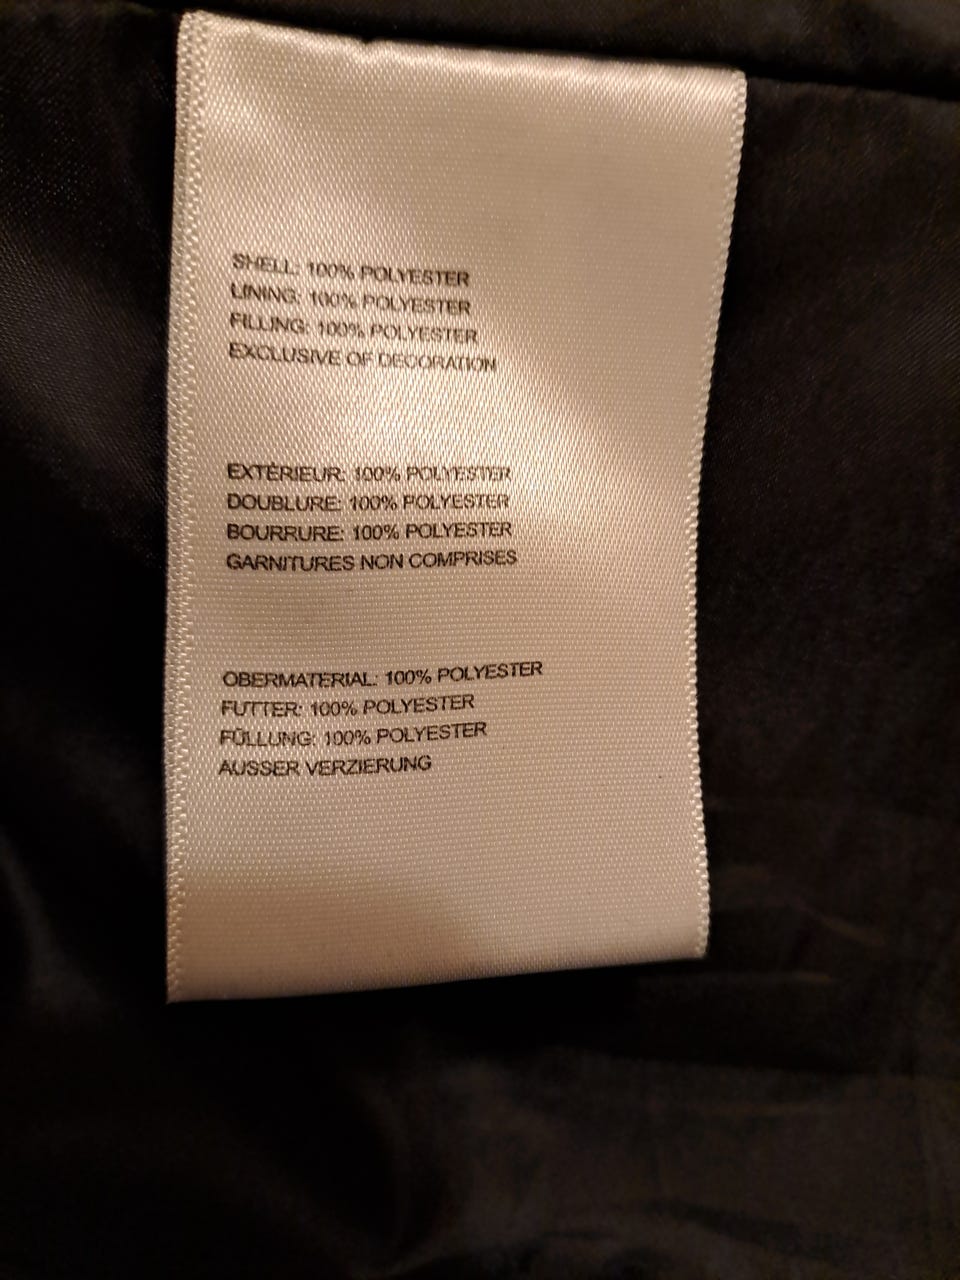 SHELL: 100% POLYESTER
LINING: 100% POLYESTER
FILLING: 100% POLYESTER
EXCLUSIVE OF DECORATION
EXTÉRIEUR: 100% POLYESTER
DOUBLURE: 100% POLYESTER
BOURRURE: 100% POLYESTER
GARNITURES NON COMPRISES
OBERMATERIAL: 100% POLYESTER
FUTTER: 100% POLYESTER
FÜLLUNG: 100% POLYESTER
AUSSER VERZIERUNG